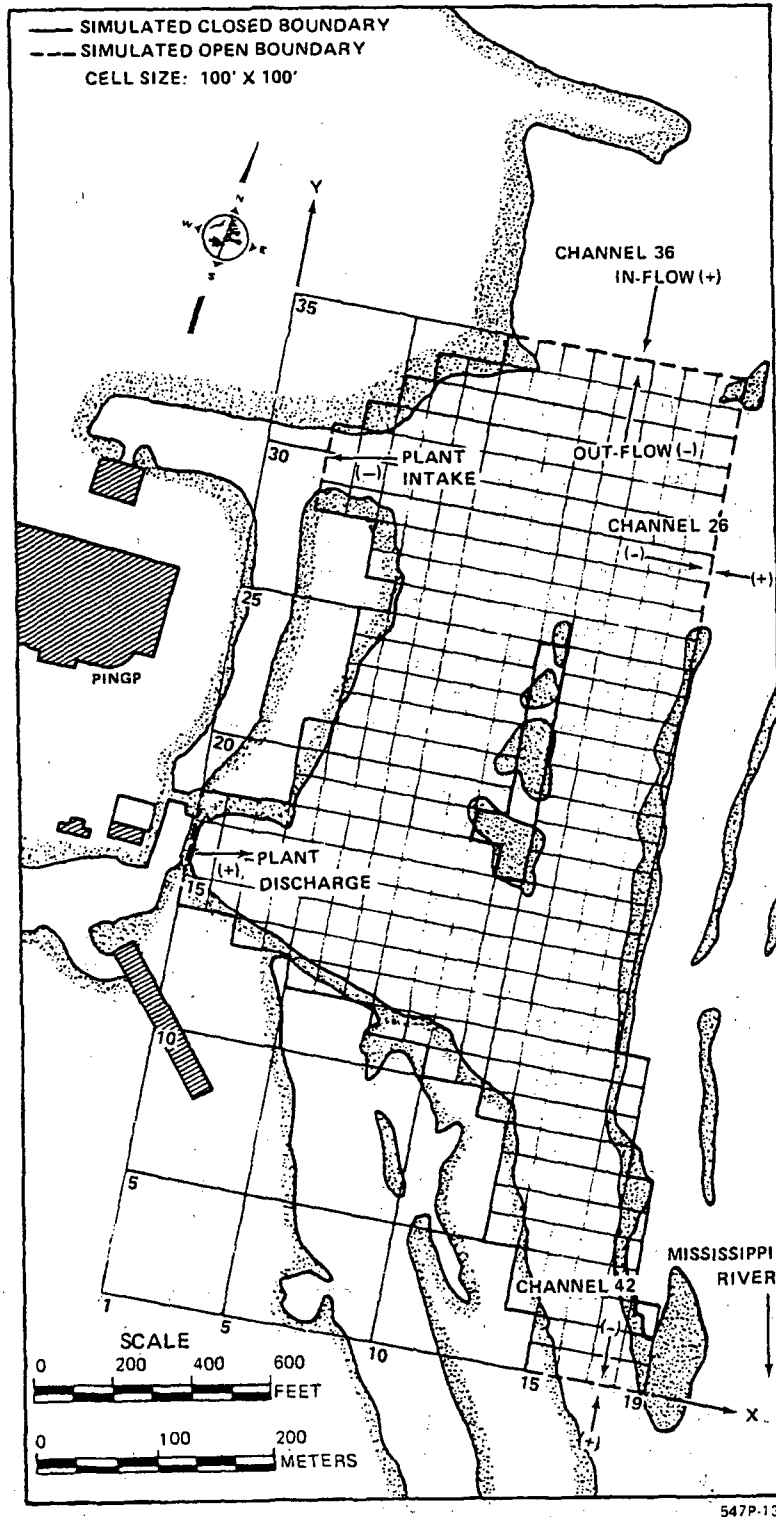 SIMULATED CLOSED BOUNDARY
SIMULATED OPEN BOUNDARY
CELL SIZE: 100' X 100'
N
W
E
S
Y
CHANNEL 36
IN-FLOW (+)
35
30
PLANT
(-)
INTAKE
OUT-FLOW (-)
CHANNEL 26
(-)
(+)
25
PINGP
20
PLANT
(+)
DISCHARGE
15
10
5
MISSISSIPPI
RIVER
CHANNEL 42
1
5
(-)
SCALE
10
0 200 400 600
FEET
15
19
X
0 100 200
METERS
(+)
547P-13